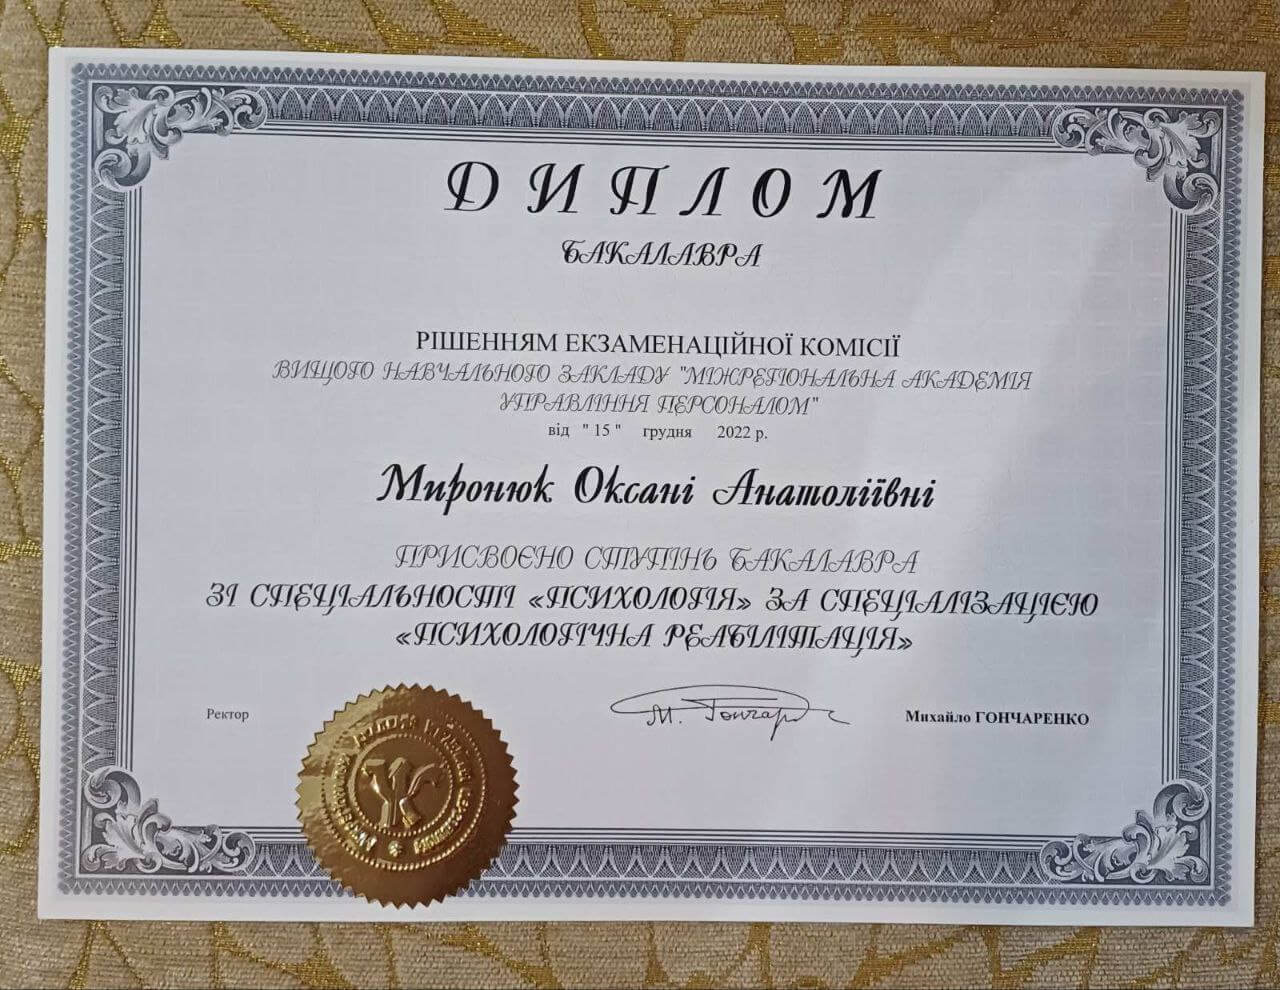 ДИПЛОМ
БАКАЛАВРА
РІШЕННЯМ ЕКЗАМЕНАЦІЙНОЇ КОМІСІЇ
ВИЩОГО НАВЧАЛЬНОГО ЗАКЛАДУ "МІЖРЕГІОНАЛЬНА АКАДЕМІЯ
УПРАВЛІННЯ ПЕРСОНАЛОМ"
від " 15 " грудня 2022 р.
Миронюк Оксані Анатоліївні
ПРИСВОЄНО СТУПІНЬ БАКАЛАВРА
ЗІ СПЕЦІАЛЬНОСТІ «ПСИХОЛОГІЯ» ЗА СПЕЦІАЛІЗАЦІЄЮ
«ПСИХОЛОГІЧНА РЕАБІЛІТАЦІЯ»
Ректор
М. Гончар
Михайло ГОНЧАРЕНКО